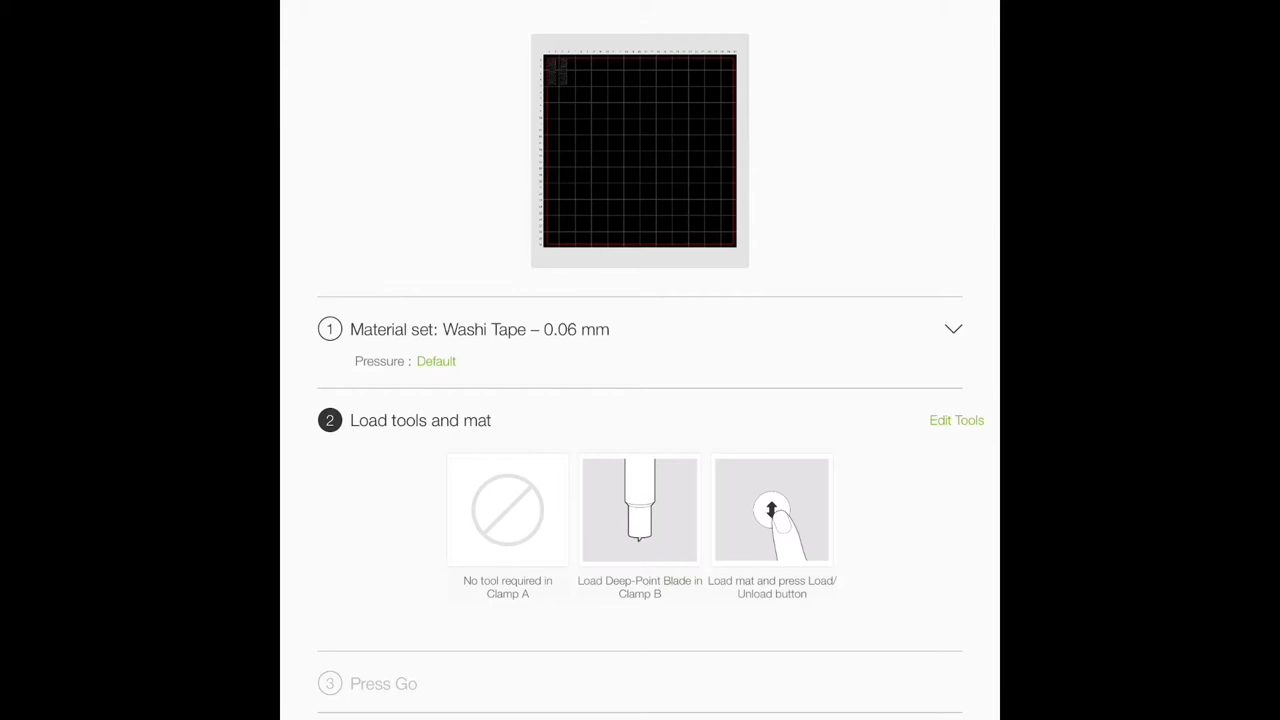 1 Material set: Washi Tape – 0.06 mm
Pressure : Default
2 Load tools and mat
Edit Tools
No tool required in
Clamp A
Load Deep-Point Blade in
Clamp B
Load mat and press Load/
Unload button
3 Press Go